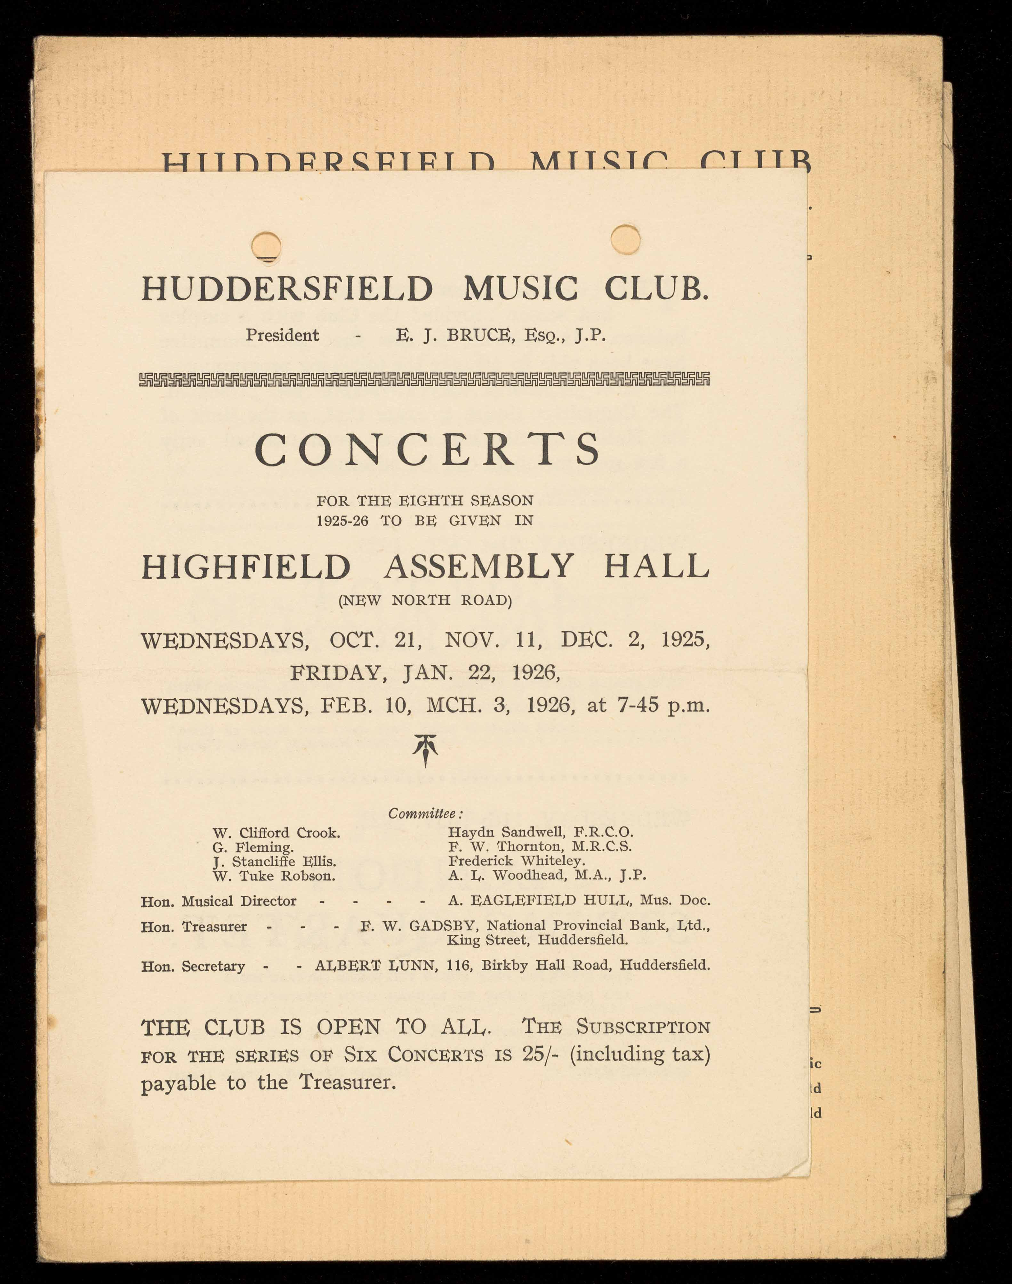 HUDDERSFIELD MUSIC CLUB
HUDDERSFIELD MUSIC CLUB.
President - E. J. BRUCE, Esq., J.P.
CONCERTS
FOR THE EIGHTH SEASON
1925-26 TO BE GIVEN IN
HIGHFIELD ASSEMBLY HALL
(NEW NORTH ROAD)
WEDNESDAYS, OCT. 21, NOV. 11, DEC. 2, 1925,
FRIDAY, JAN. 22, 1926,
WEDNESDAYS, FEB. 10, MCH. 3, 1926, at 7-45 p.m.
Committee:
W. Clifford Crook. Haydn Sandwell, F.R.C.O.
G. Fleming. F. W. Thornton, M.R.C.S.
J. Stancliffe Ellis. Frederick Whiteley.
W. Tuke Robson. A. L. Woodhead, M.A., J.P.
Hon. Musical Director - - - - A. EAGLEFIELD HULL, Mus. Doc.
Hon. Treasurer - - - F. W. GADSBY, National Provincial Bank, Ltd.,
King Street, Huddersfield.
Hon. Secretary - - ALBERT LUNN, 116, Birkby Hall Road, Huddersfield.
THE CLUB IS OPEN TO ALL. THE SUBSCRIPTION
FOR THE SERIES OF SIX CONCERTS IS 25/- (including tax)
payable to the Treasurer.
ic
ld
ld